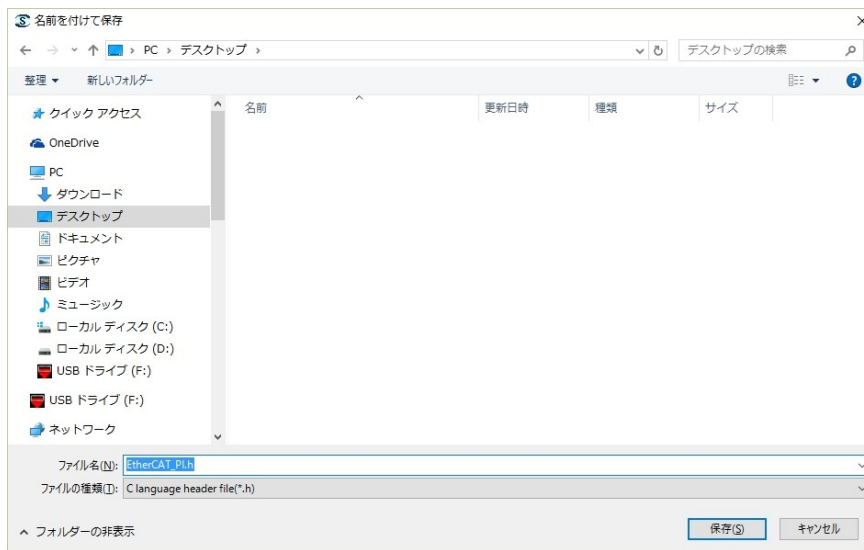 名前を付けて保存
PC › デスクトップ ›
デスクトップの検索
整理 新しいフォルダー
名前 更新日時 種類 サイズ
クイック アクセス
OneDrive
PC
ダウンロード
デスクトップ
ドキュメント
ピクチャ
ビデオ
ミュージック
ローカル ディスク (C:)
ローカル ディスク (D:)
USB ドライブ (F:)
USB ドライブ (F:)
ネットワーク
ファイル名(N): EtherCAT_PI.h
ファイルの種類(T): C language header file(*.h)
フォルダーの非表示
保存(S) キャンセル